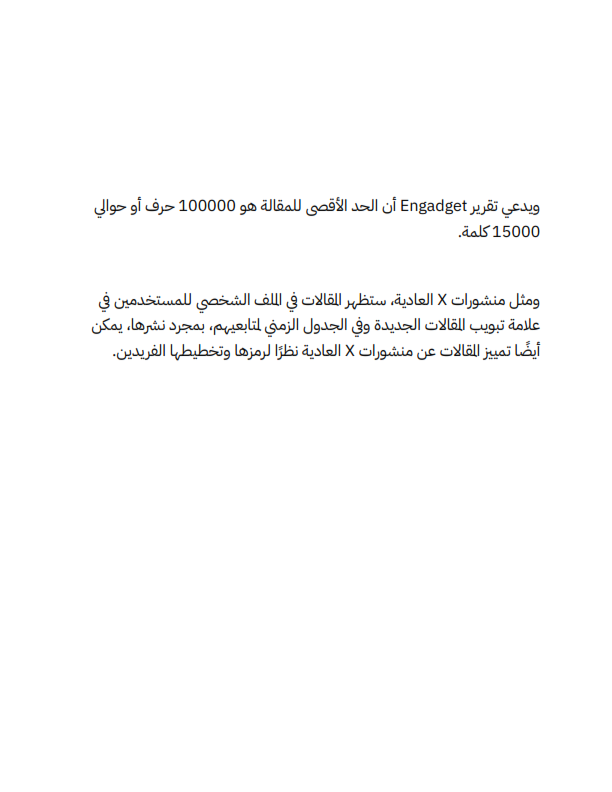 ويدعي تقرير Engadget أن الحد الأقصى للمقالة هو 100000 حرف أو حوالي
15000 كلمة.
ومثل منشورات X العادية، ستظهر المقالات في الملف الشخصي للمستخدمين في
علامة تبويب المقالات الجديدة وفي الجدول الزمني لمتابعيهم، بمجرد نشرها، يمكن
أيضًا تمييز المقالات عن منشورات X العادية نظرًا لرمزها وتخطيطها الفريدين.